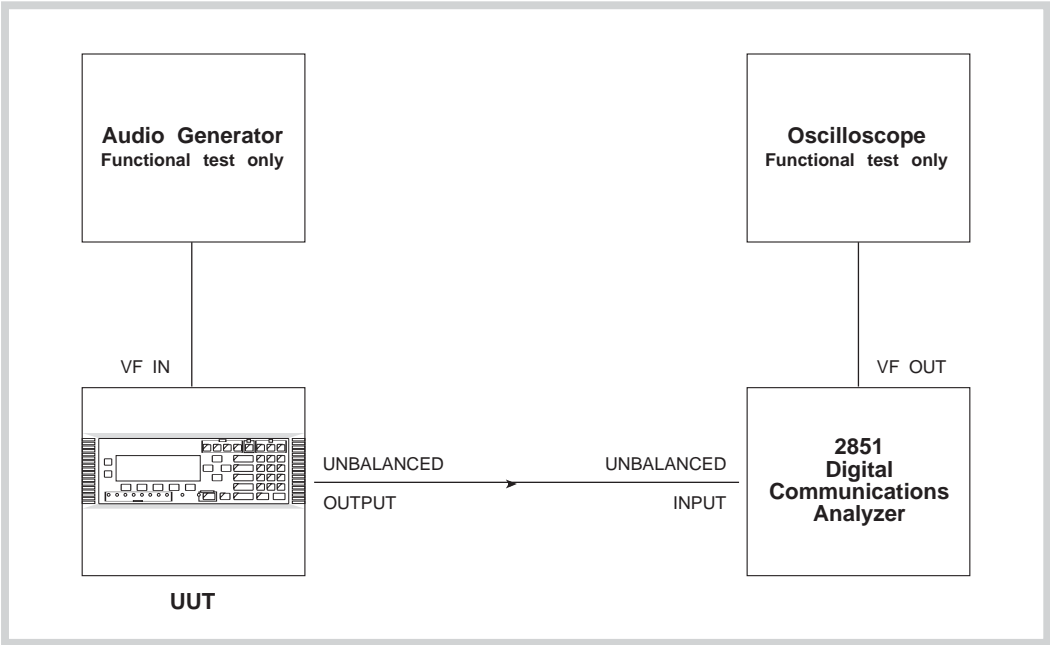 Audio Generator
Functional test only
Oscilloscope
Functional test only
VF IN
VF OUT
UNBALANCED
OUTPUT
UNBALANCED
INPUT
2851
Digital
Communications
Analyzer
UUT